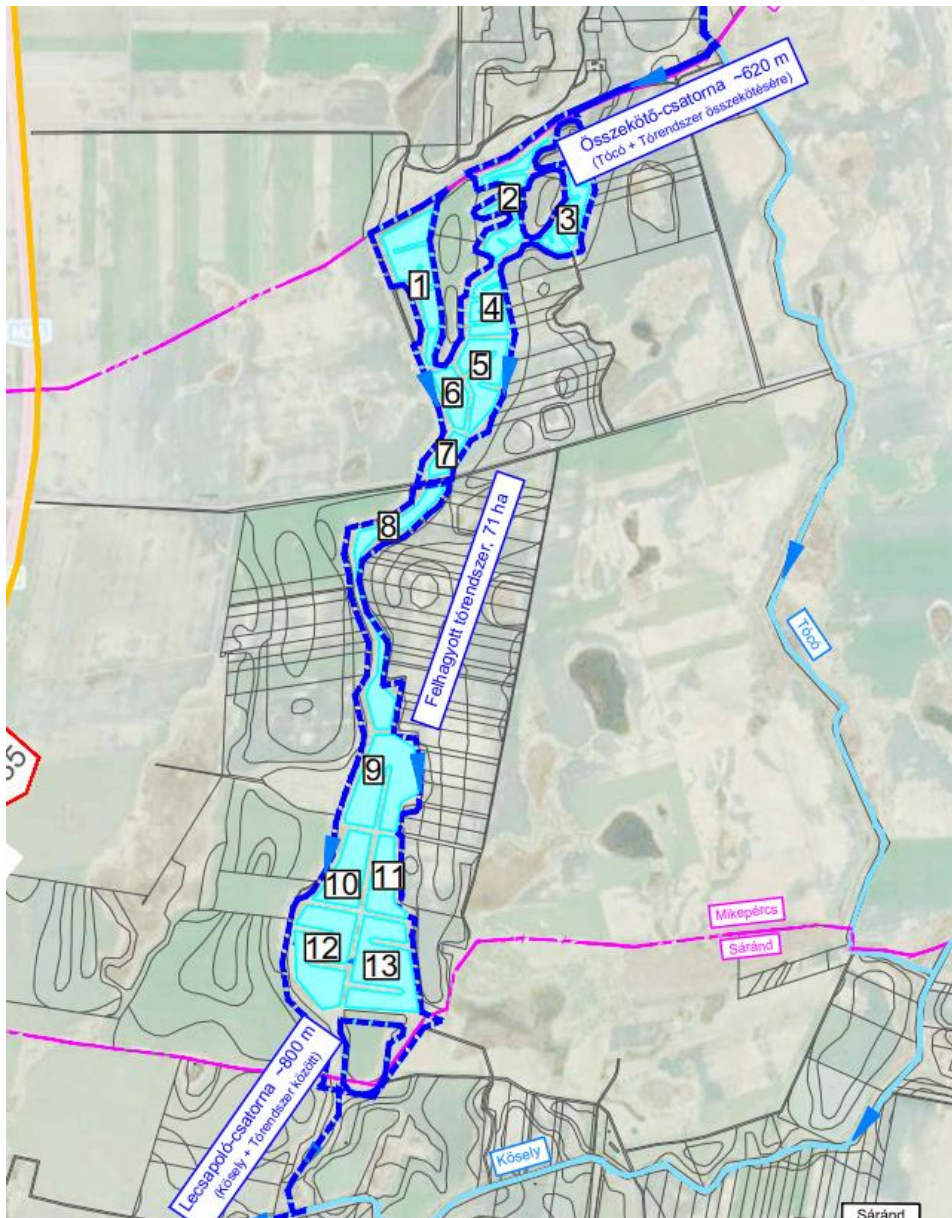 Összekötő-csatorna ~620 m
(Tócó + Tórendszer összekötésére)
2
3
1
4
5
6
7
8
Felhagyott tórendszer, 71 ha
Tócó
9
10
11
Mikepércs
Sáránd
12
13
Lecsapoló-csatorna ~800 m
(Kösely + Tórendszer között)
Kösely
Sáránd